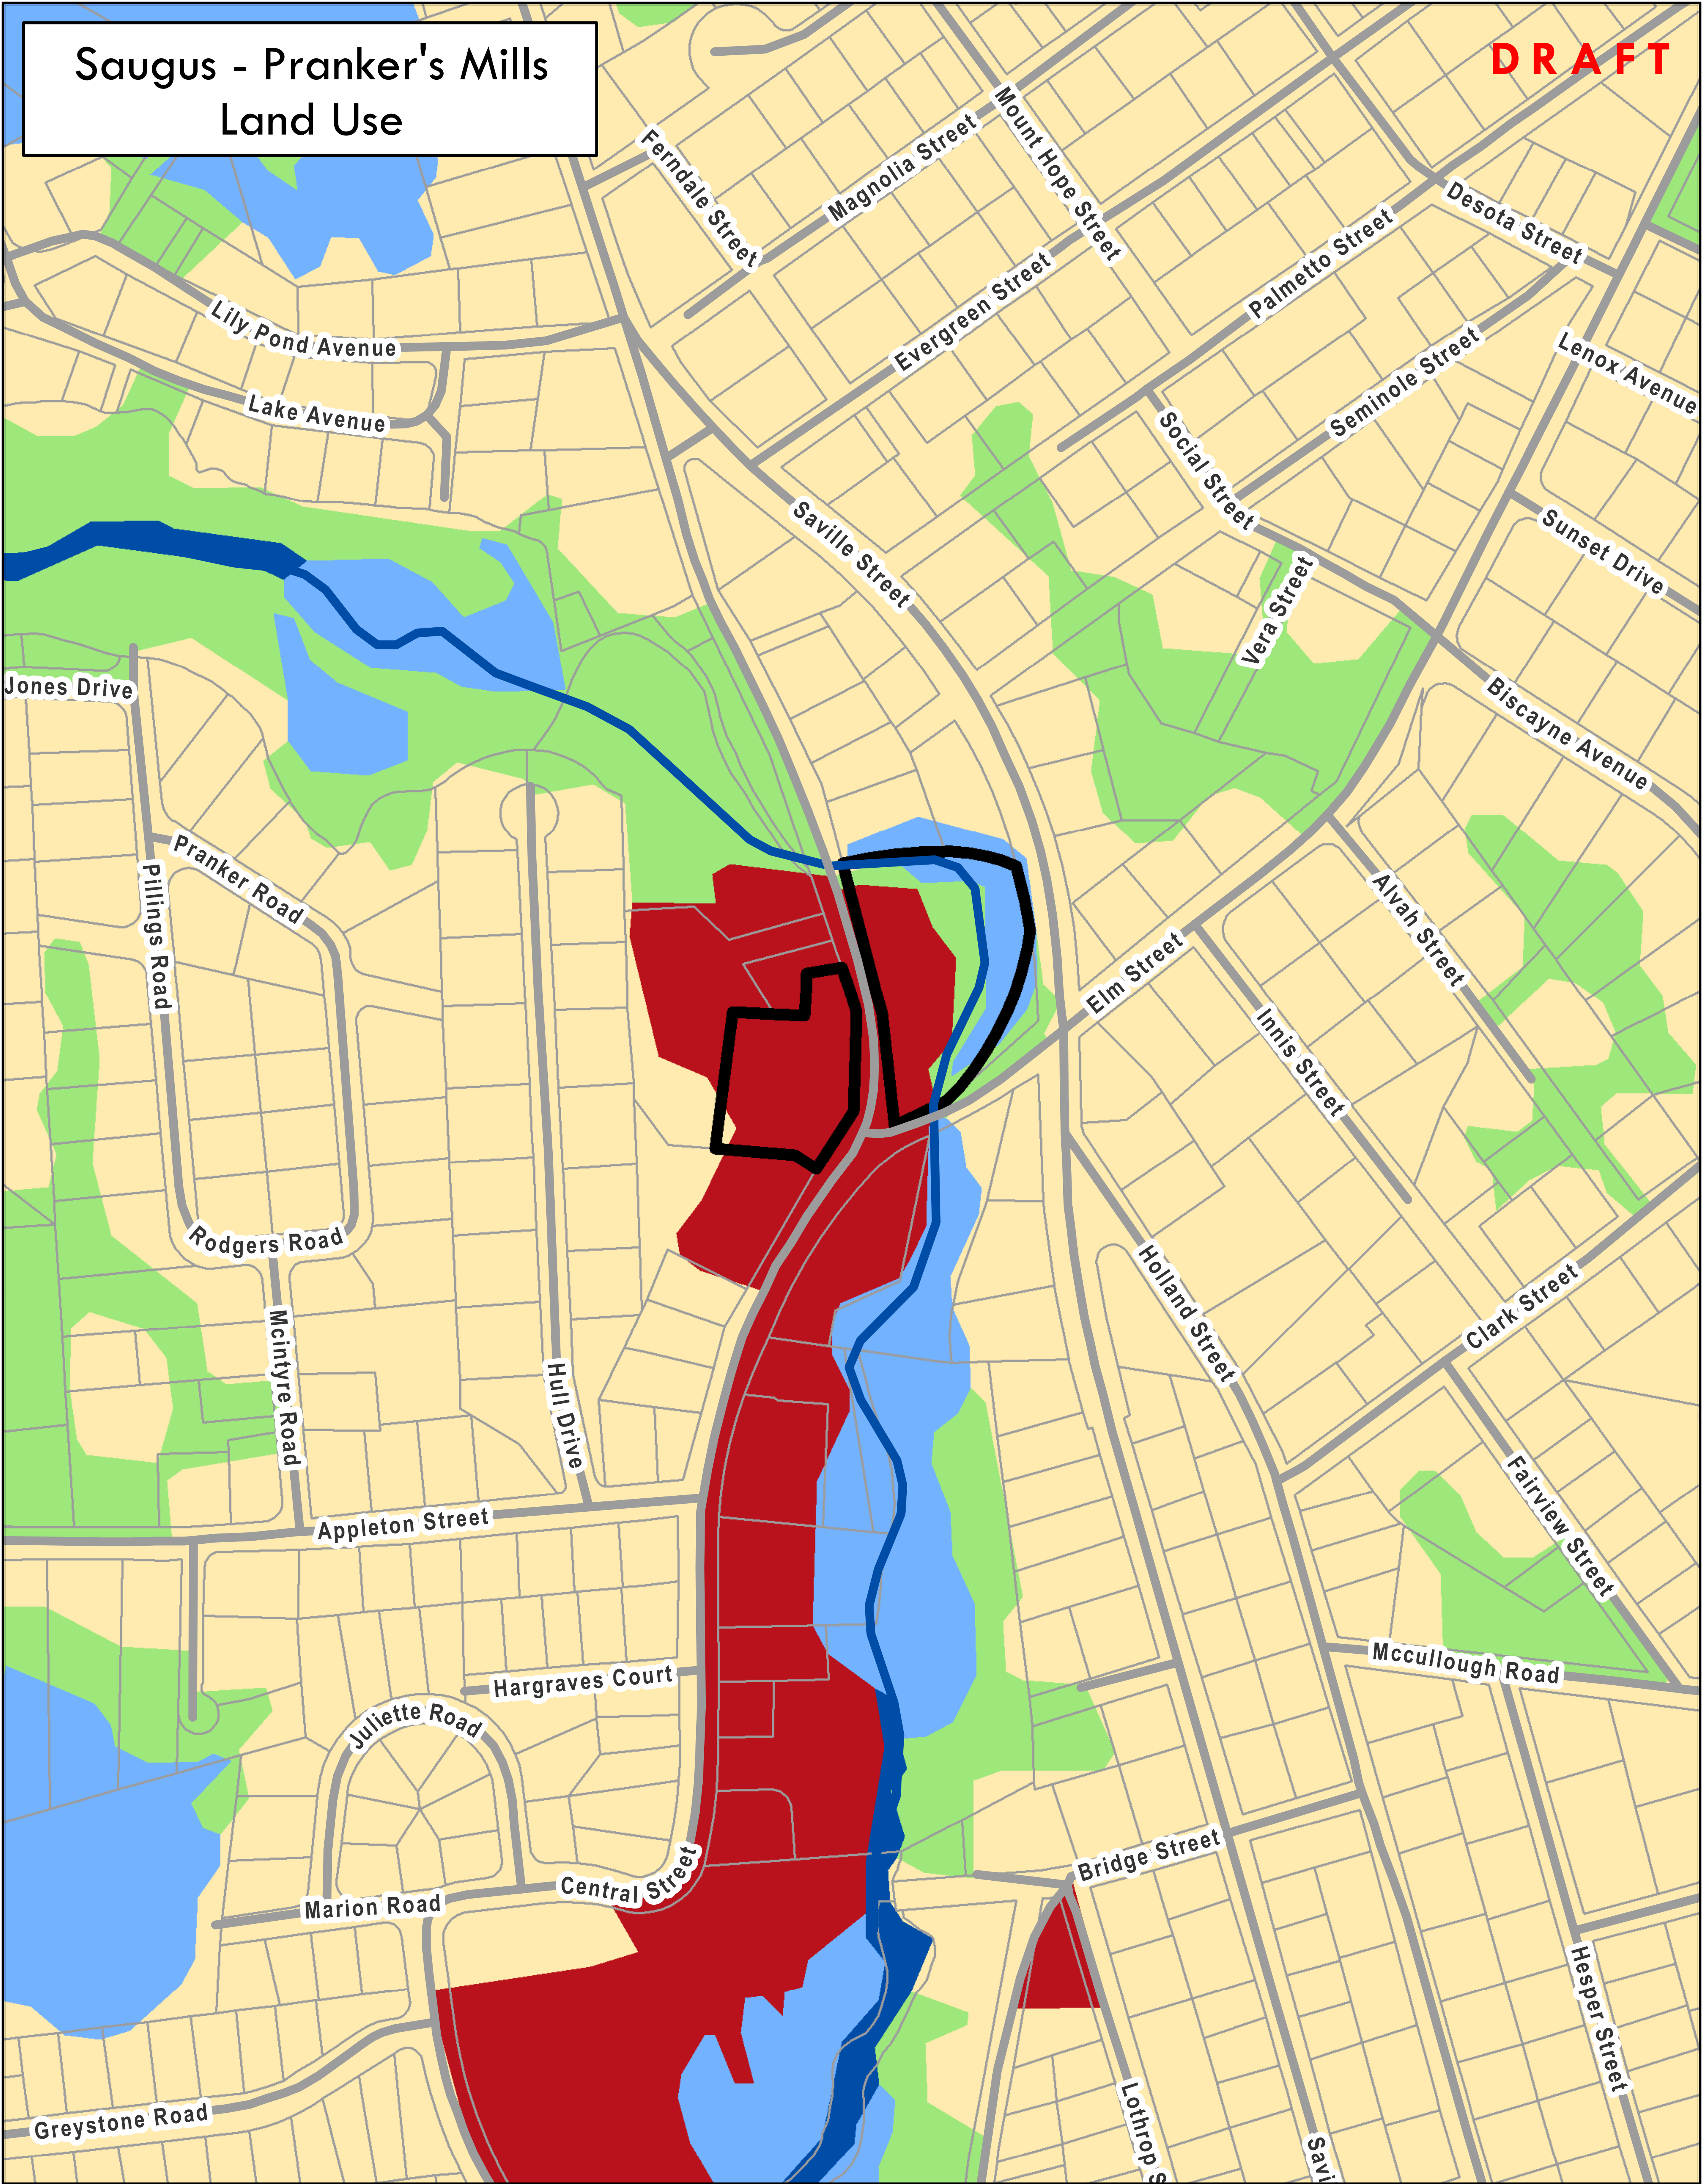 Saugus - Pranker's Mills
Land Use
DRAFT
Ferndale Street
Magnolia Street
Mount Hope Street
Desota Street
Palmetto Street
Evergreen Street
Lily Pond Avenue
Lenox Avenue
Seminole Street
Lake Avenue
Social Street
Saville Street
Sunset Drive
Vera Street
Jones Drive
Biscayne Avenue
Pranker Road
Pillings Road
Alvah Street
Elm Street
Innis Street
Rodgers Road
Holland Street
Clark Street
Mcintyre Road
Hull Drive
Fairview Street
Appleton Street
Mccullough Road
Hargraves Court
Juliette Road
Bridge Street
Central Street
Marion Road
Hesper Street
Greystone Road
Lothrop S
Savi